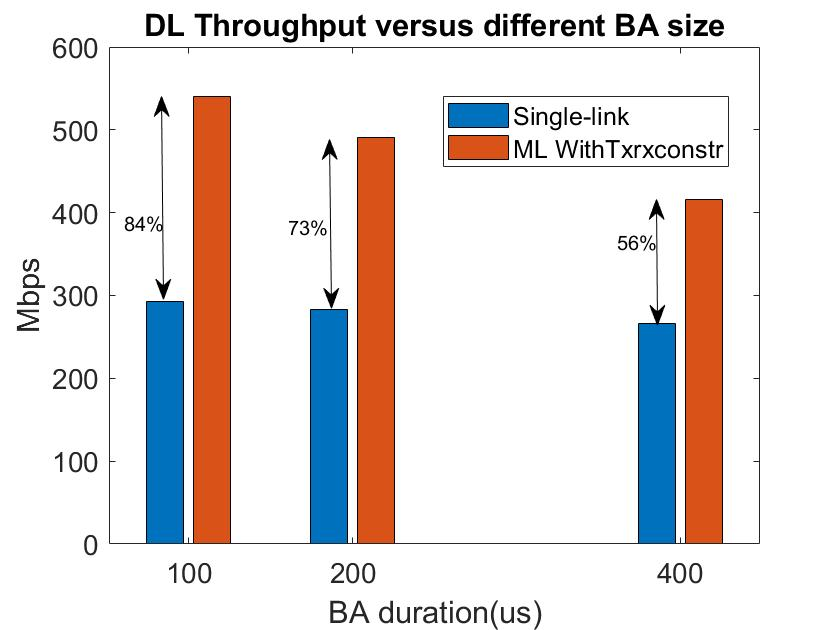 DL Throughput versus different BA size
600
500
400
300
200
100
0
Mbps
Single-link
ML WithTxrxconstr
84%
73%
56%
100
200
400
BA duration(us)